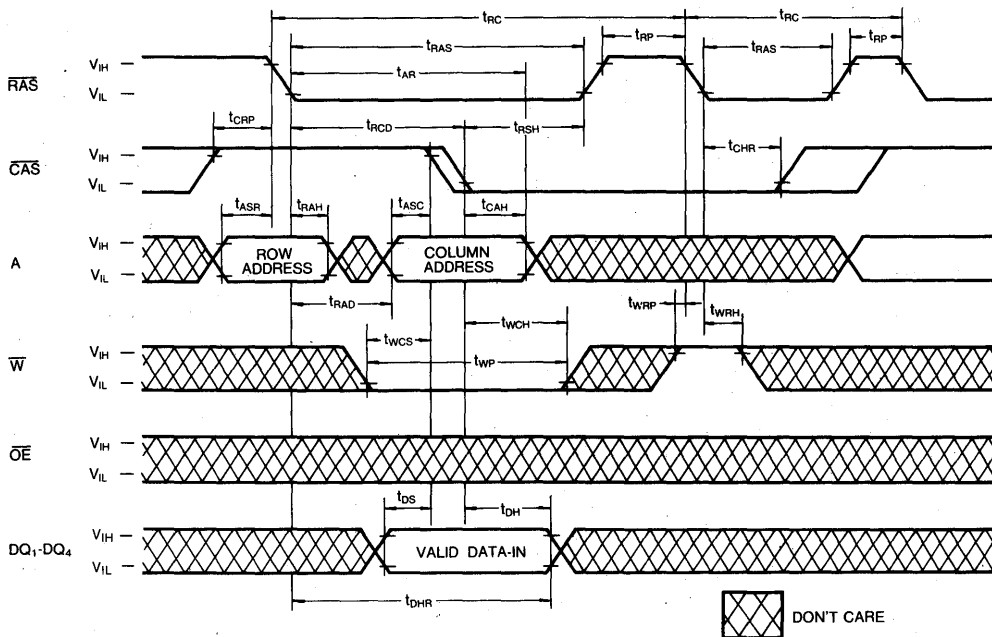 tRC tRC
tRAS tRP tRAS tRP
tAR
RAS VIH
VIL
tCRP tRCD tRSH tCHR
CAS VIH
VIL
tASR tRAH tASC tCAH
A VIH ROW ADDRESS COLUMN ADDRESS
VIL
tRAD tWRP tWRH
tWCS tWCH
tWP
W VIH
VIL
OE VIH
VIL
tDS tDH
DQ1-DQ4 VIH VALID DATA-IN
VIL
tDHR
DON'T CARE